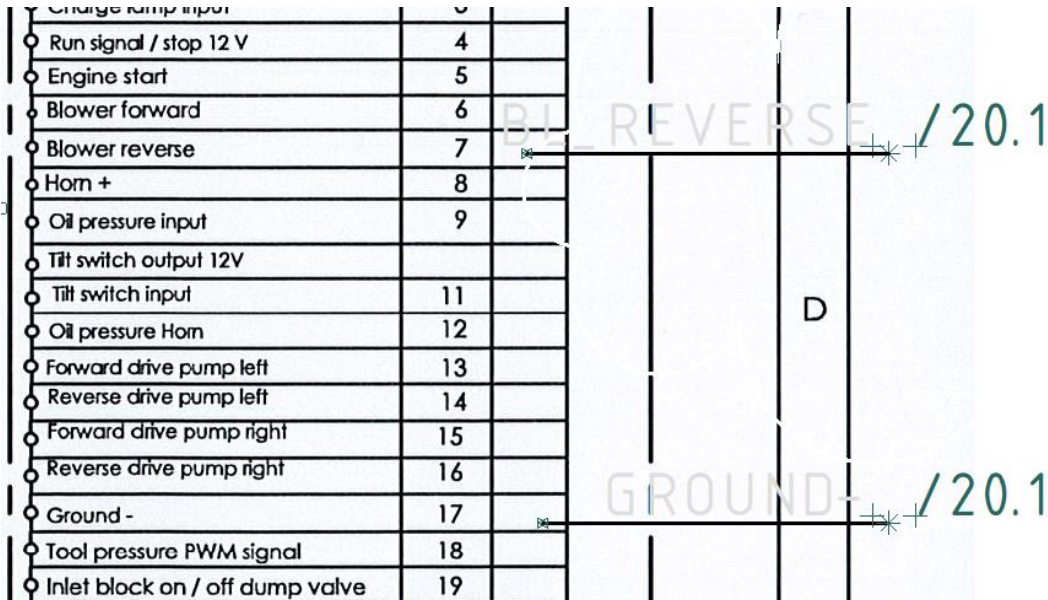 Charge lamp input
Run signal / stop 12 V 4
Engine start 5
Blower forward 6
BL_REVERSE /20.1
Blower reverse 7
Horn + 8
Oil pressure input 9
Tilt switch output 12V
Tilt switch input 11
D
Oil pressure Horn 12
Forward drive pump left 13
Reverse drive pump left 14
Forward drive pump right 15
Reverse drive pump right 16
GROUND- /20.1
Ground - 17
Tool pressure PWM signal 18
Inlet block on / off dump valve 19